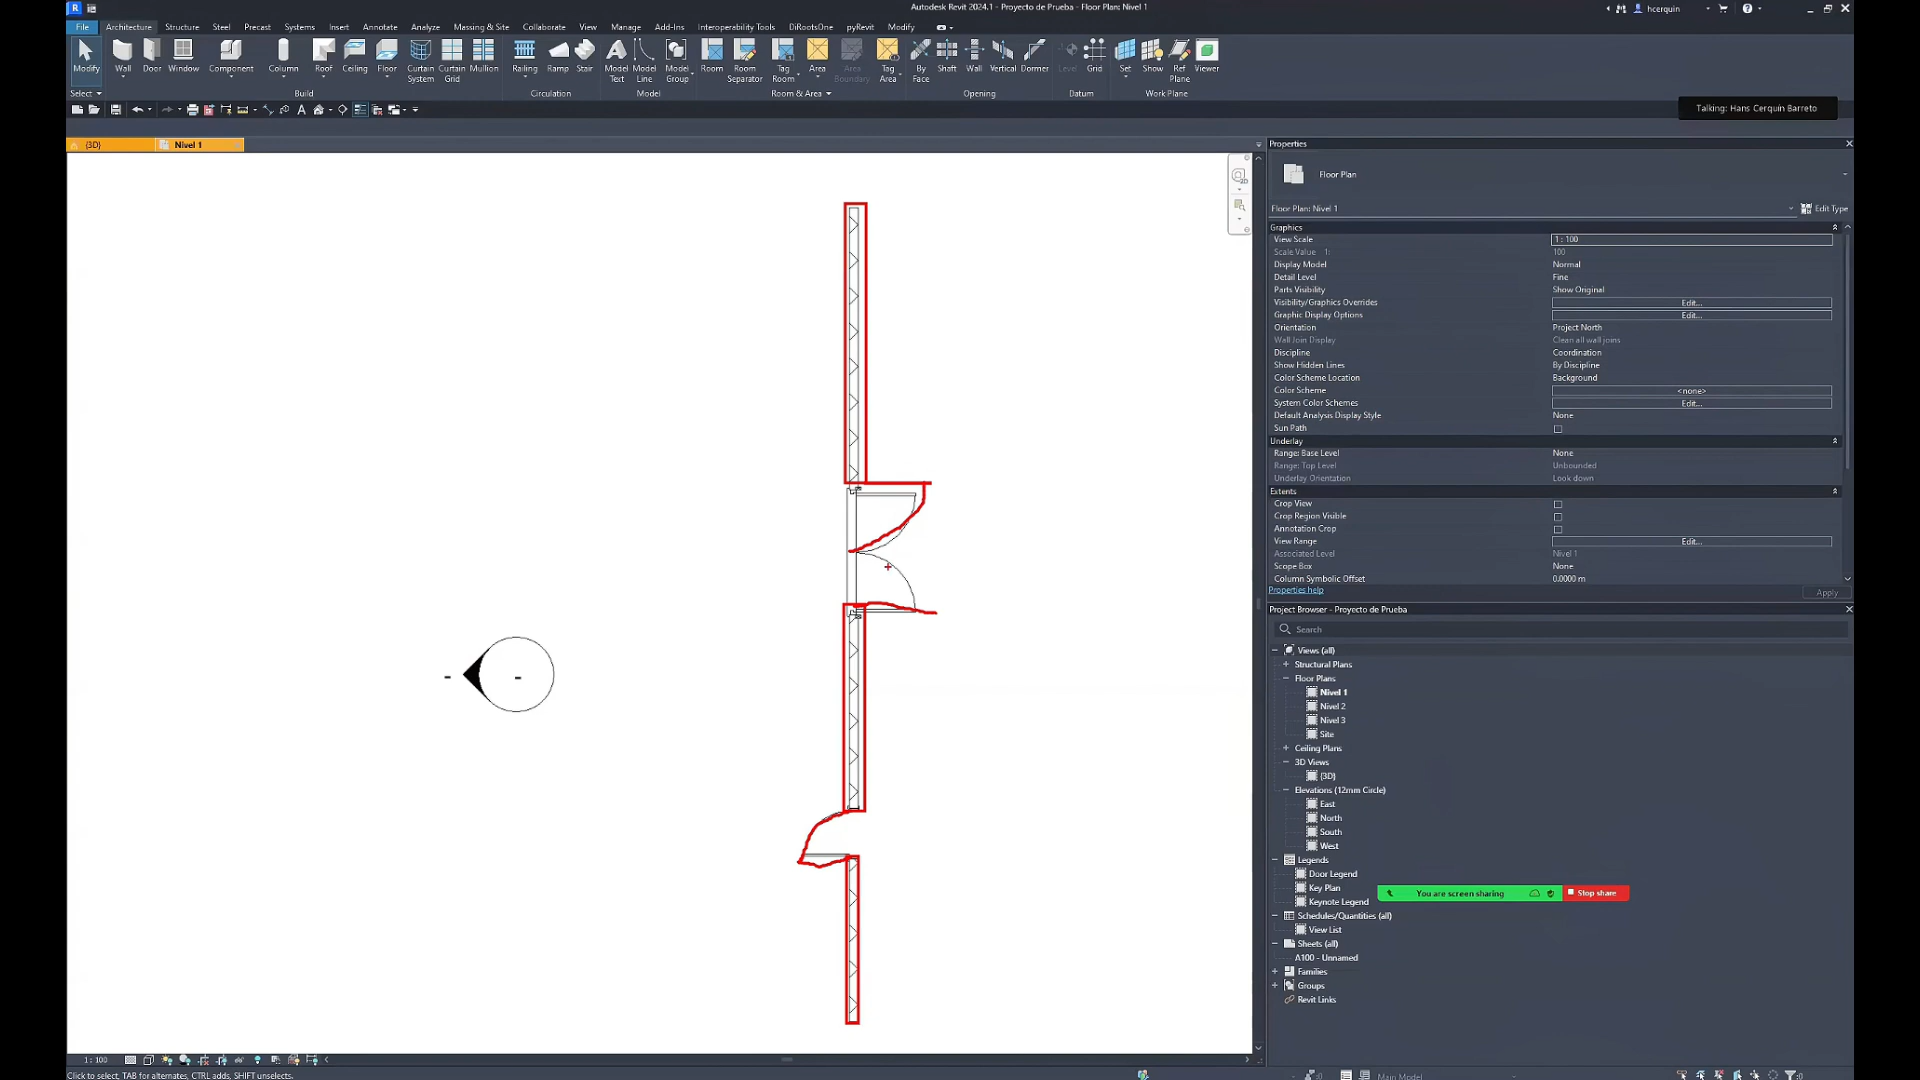 Autodesk Revit 2024.1 - Proyecto de Prueba - Floor Plan: Nivel 1
hcerquin
File Architecture Structure Steel Precast Systems Insert Annotate Analyze Massing & Site Collaborate View Manage Add-Ins Interoperability Tools DiRootsOne pyRevit Modify
Modify Wall Door Window Component Column Roof Ceiling Floor Curtain System Curtain Grid Mullion Railing Ramp Stair Model Text Model Line Model Group Room Room Separator Tag Room Area Area Boundary Tag Area By Face Shaft Wall Vertical Dormer Level Grid Set Show Ref Plane Viewer
Select Build Circulation Model Room & Area Opening Datum Work Plane
Talking: Hans Cerquín Barreto
{3D} Nivel 1
Properties
Floor Plan
Floor Plan: Nivel 1 Edit Type
Graphics
View Scale 1 : 100
Scale Value 1: 100
Display Model Normal
Detail Level Fine
Parts Visibility Show Original
Visibility/Graphics Overrides Edit...
Graphic Display Options Edit...
Orientation Project North
Wall Join Display Clean all wall joins
Discipline Coordination
Show Hidden Lines By Discipline
Color Scheme Location Background
Color Scheme <none>
System Color Schemes Edit...
Default Analysis Display Style None
Sun Path
Underlay
Range: Base Level None
Range: Top Level Unbounded
Underlay Orientation Look down
Extents
Crop View
Crop Region Visible
Annotation Crop
View Range Edit...
Associated Level Nivel 1
Scope Box None
Column Symbolic Offset 0.0000 m
Properties help Apply
Project Browser - Proyecto de Prueba
Search
Views (all)
Structural Plans
Floor Plans
Nivel 1
Nivel 2
Nivel 3
Site
Ceiling Plans
3D Views
{3D}
Elevations (12mm Circle)
East
North
South
West
Legends
Door Legend
Key Plan
Keynote Legend
You are screen sharing Stop share
Schedules/Quantities (all)
View List
Sheets (all)
A100 - Unnamed
Families
Groups
Revit Links
1 : 100
Click to select, TAB for alternates, CTRL adds, SHIFT unselects.
:0 Main Model :0